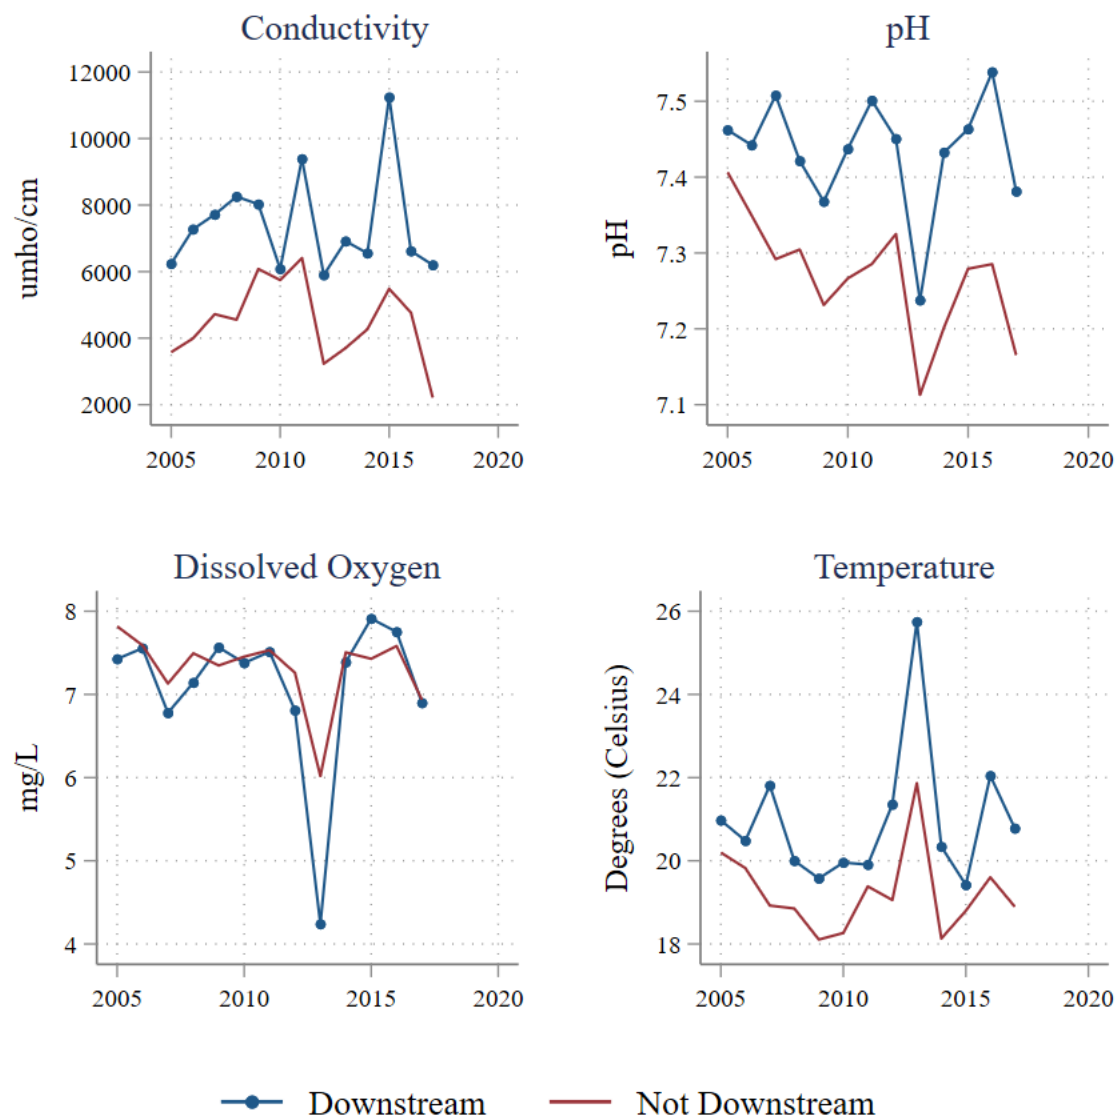 Conductivity
umho/cm
12000
10000
8000
6000
4000
2000
2005 2010 2015 2020
pH
pH
7.5
7.4
7.3
7.2
7.1
2005 2010 2015 2020
Dissolved Oxygen
mg/L
8
7
6
5
4
2005 2010 2015 2020
Temperature
Degrees (Celsius)
26
24
22
20
18
2005 2010 2015 2020
Downstream Not Downstream